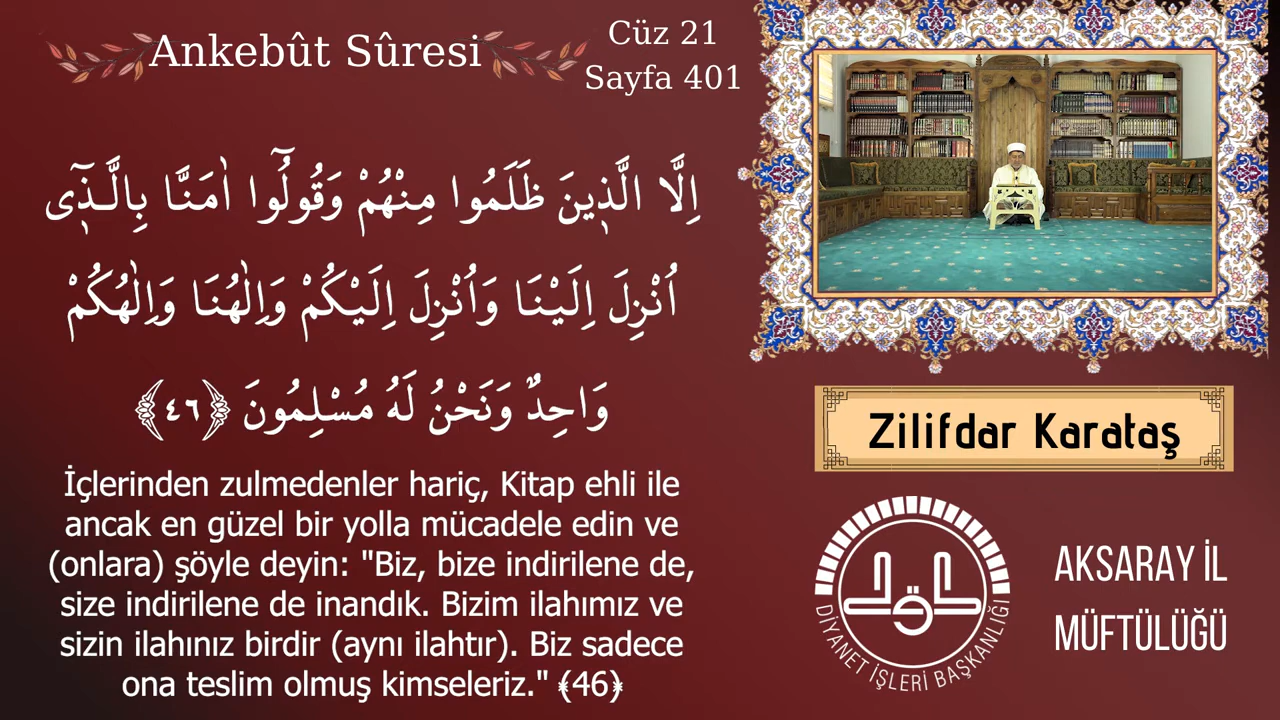 Ankebût Sûresi
Cüz 21
Sayfa 401
اِلَّا الَّذ۪ينَ ظَلَمُوا مِنْهُمْ وَقُولُٓوا اٰمَنَّا بِالَّـذ۪ٓى
اُنْزِلَ اِلَيْنَا وَاُنْزِلَ اِلَيْكُمْ وَاِلٰهُنَا وَاِلٰهُكُمْ
وَاحِدٌ وَنَحْنُ لَهُ مُسْلِمُونَ ﴿٤٦﴾
İçlerinden zulmedenler hariç, Kitap ehli ile
ancak en güzel bir yolla mücadele edin ve
(onlara) şöyle deyin: "Biz, bize indirilene de,
size indirilene de inandık. Bizim ilahımız ve
sizin ilahınız birdir (aynı ilahtır). Biz sadece
ona teslim olmuş kimseleriz." ﴾46﴿
Zilifdar Karataş
DİYANET İŞLERİ BAŞKANLIĞI
AKSARAY İL
MÜFTÜLÜĞÜ